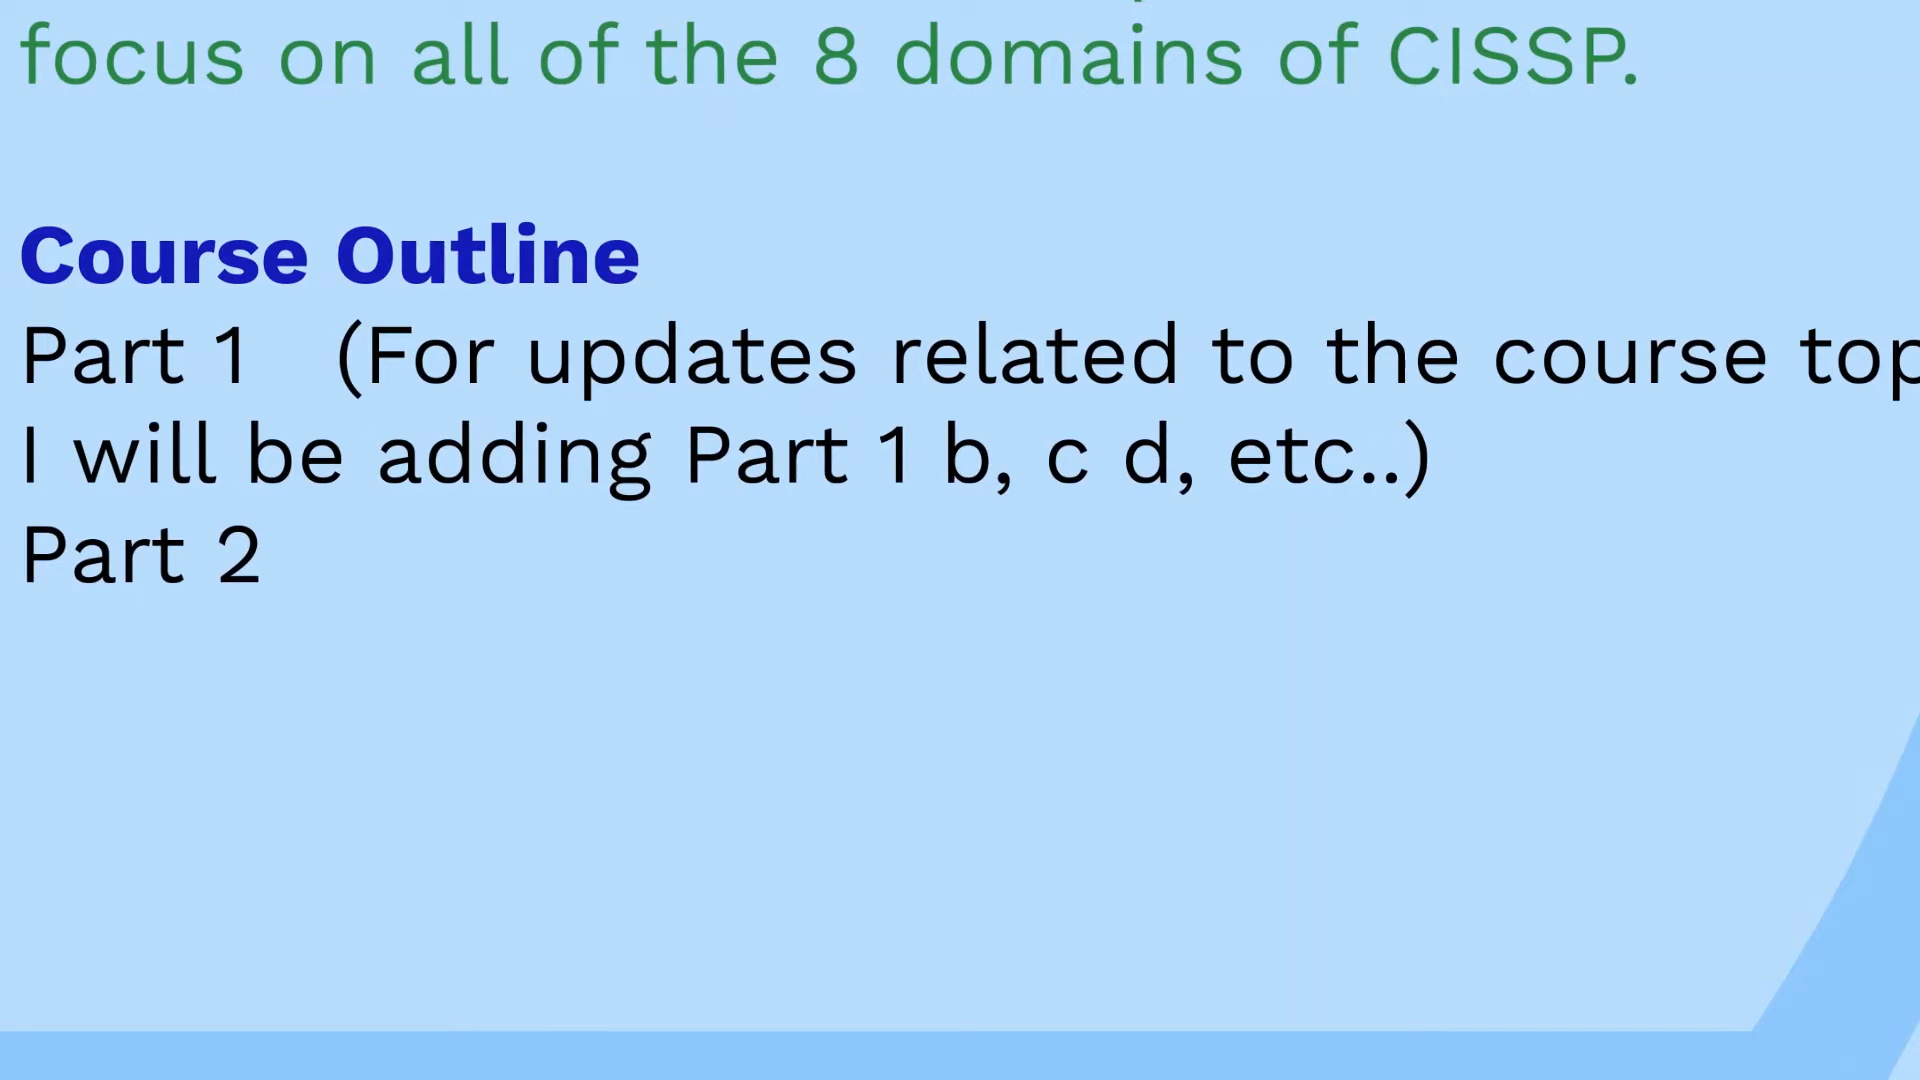 focus on all of the 8 domains of CISSP.
Course Outline
Part 1 (For updates related to the course
I will be adding Part 1 b, c d, etc..)
Part 2